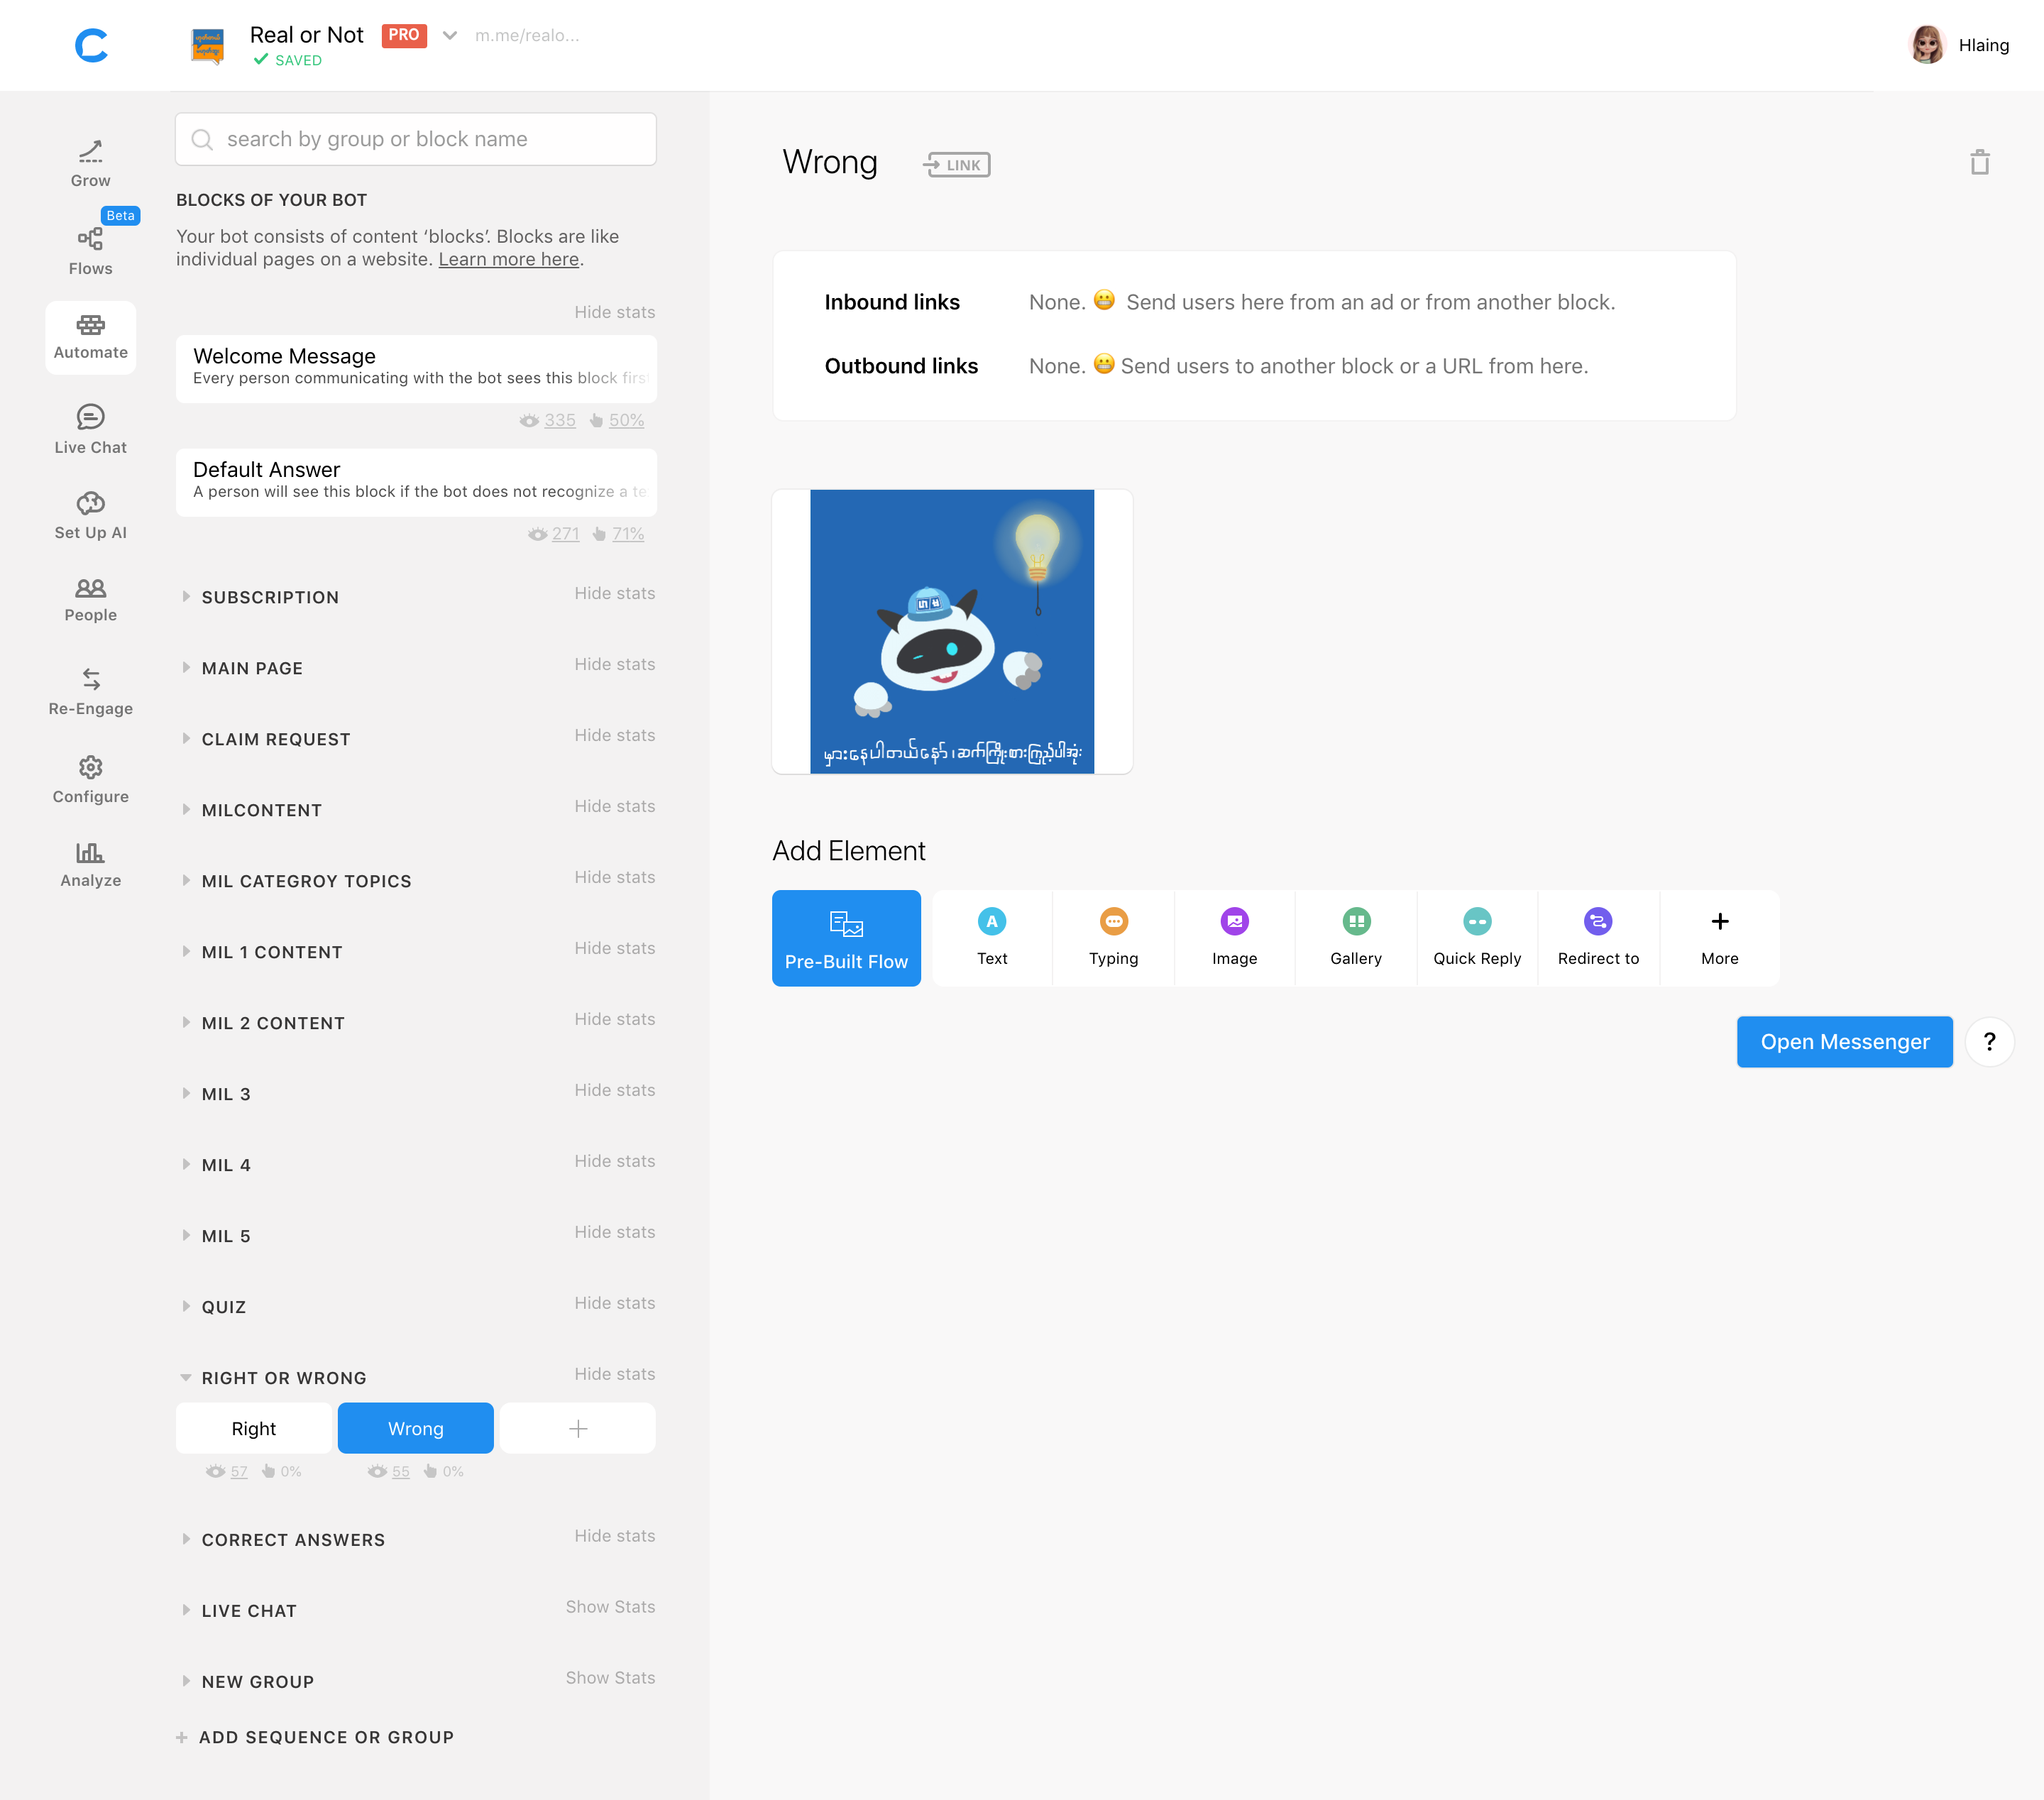 Real or Not PRO m.me/realo...
SAVED
Hlaing
Grow
Beta
Flows
Automate
Live Chat
Set Up AI
People
Re-Engage
Configure
Analyze
search by group or block name
BLOCKS OF YOUR BOT
Your bot consists of content ‘blocks’. Blocks are like
individual pages on a website. Learn more here.
Hide stats
Welcome Message
Every person communicating with the bot sees this block first
335 50%
Default Answer
A person will see this block if the bot does not recognize a te
271 71%
SUBSCRIPTION Hide stats
MAIN PAGE Hide stats
CLAIM REQUEST Hide stats
MILCONTENT Hide stats
MIL CATEGROY TOPICS Hide stats
MIL 1 CONTENT Hide stats
MIL 2 CONTENT Hide stats
MIL 3 Hide stats
MIL 4 Hide stats
MIL 5 Hide stats
QUIZ Hide stats
RIGHT OR WRONG Hide stats
Right Wrong
57 0% 55 0%
CORRECT ANSWERS Hide stats
LIVE CHAT Show Stats
NEW GROUP Show Stats
+ ADD SEQUENCE OR GROUP
Wrong LINK
Inbound links None. 😬 Send users here from an ad or from another block.
Outbound links None. 😬 Send users to another block or a URL from here.
မှားနေပါတယ်နော်၊ဆက်ကြိုးစားကြည့်ပါအုံး
Add Element
Pre-Built Flow
A
Text
Typing
Image
Gallery
Quick Reply
Redirect to
More
Open Messenger ?